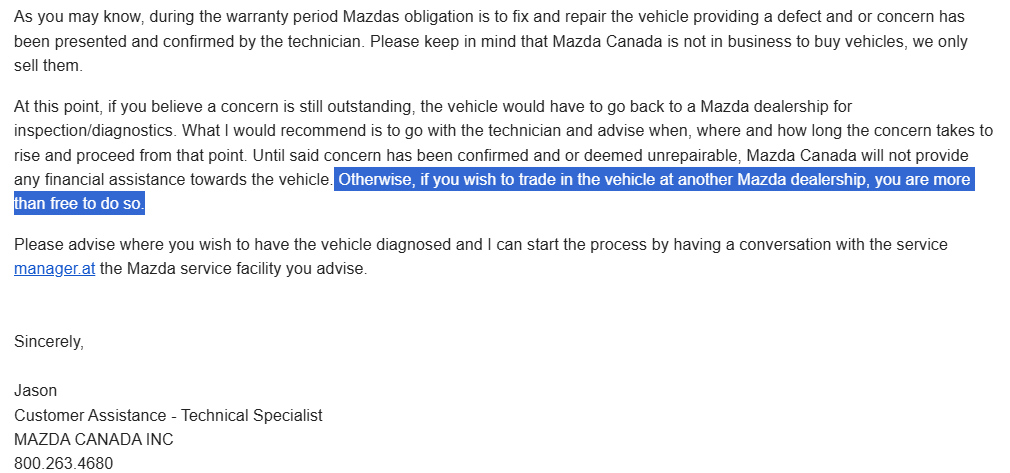 As you may know, during the warranty period Mazdas obligation is to fix and repair the vehicle providing a defect and or concern has
been presented and confirmed by the technician. Please keep in mind that Mazda Canada is not in business to buy vehicles, we only
sell them.
At this point, if you believe a concern is still outstanding, the vehicle would have to go back to a Mazda dealership for
inspection/diagnostics. What I would recommend is to go with the technician and advise when, where and how long the concern takes to
rise and proceed from that point. Until said concern has been confirmed and or deemed unrepairable, Mazda Canada will not provide
any financial assistance towards the vehicle. Otherwise, if you wish to trade in the vehicle at another Mazda dealership, you are more
than free to do so.
Please advise where you wish to have the vehicle diagnosed and I can start the process by having a conversation with the service
manager.at the Mazda service facility you advise.
Sincerely,
Jason
Customer Assistance - Technical Specialist
MAZDA CANADA INC
800.263.4680